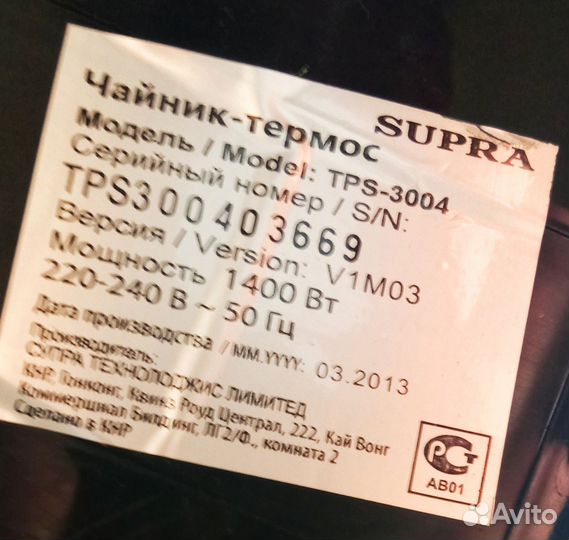 Чайник-термос SUPRA
Модель / Model: TPS-3004
Серийный номер / S/N:
TPS300403669
Версия / Version: V1M03
Мощность 1400 Вт
220-240 В ~ 50 Гц
Дата производства / MM.YYYY: 03.2013
Производитель:
СУПРА ТЕХНОЛОДЖИС ЛИМИТЕД
КНР, Гонконг, Квинз Роуд Централ, 222, Кай Вонг
Коммершиал Билдинг, ЛГ2/Ф., комната 2
Сделано в КНР
РСТ
АВ01
Avito